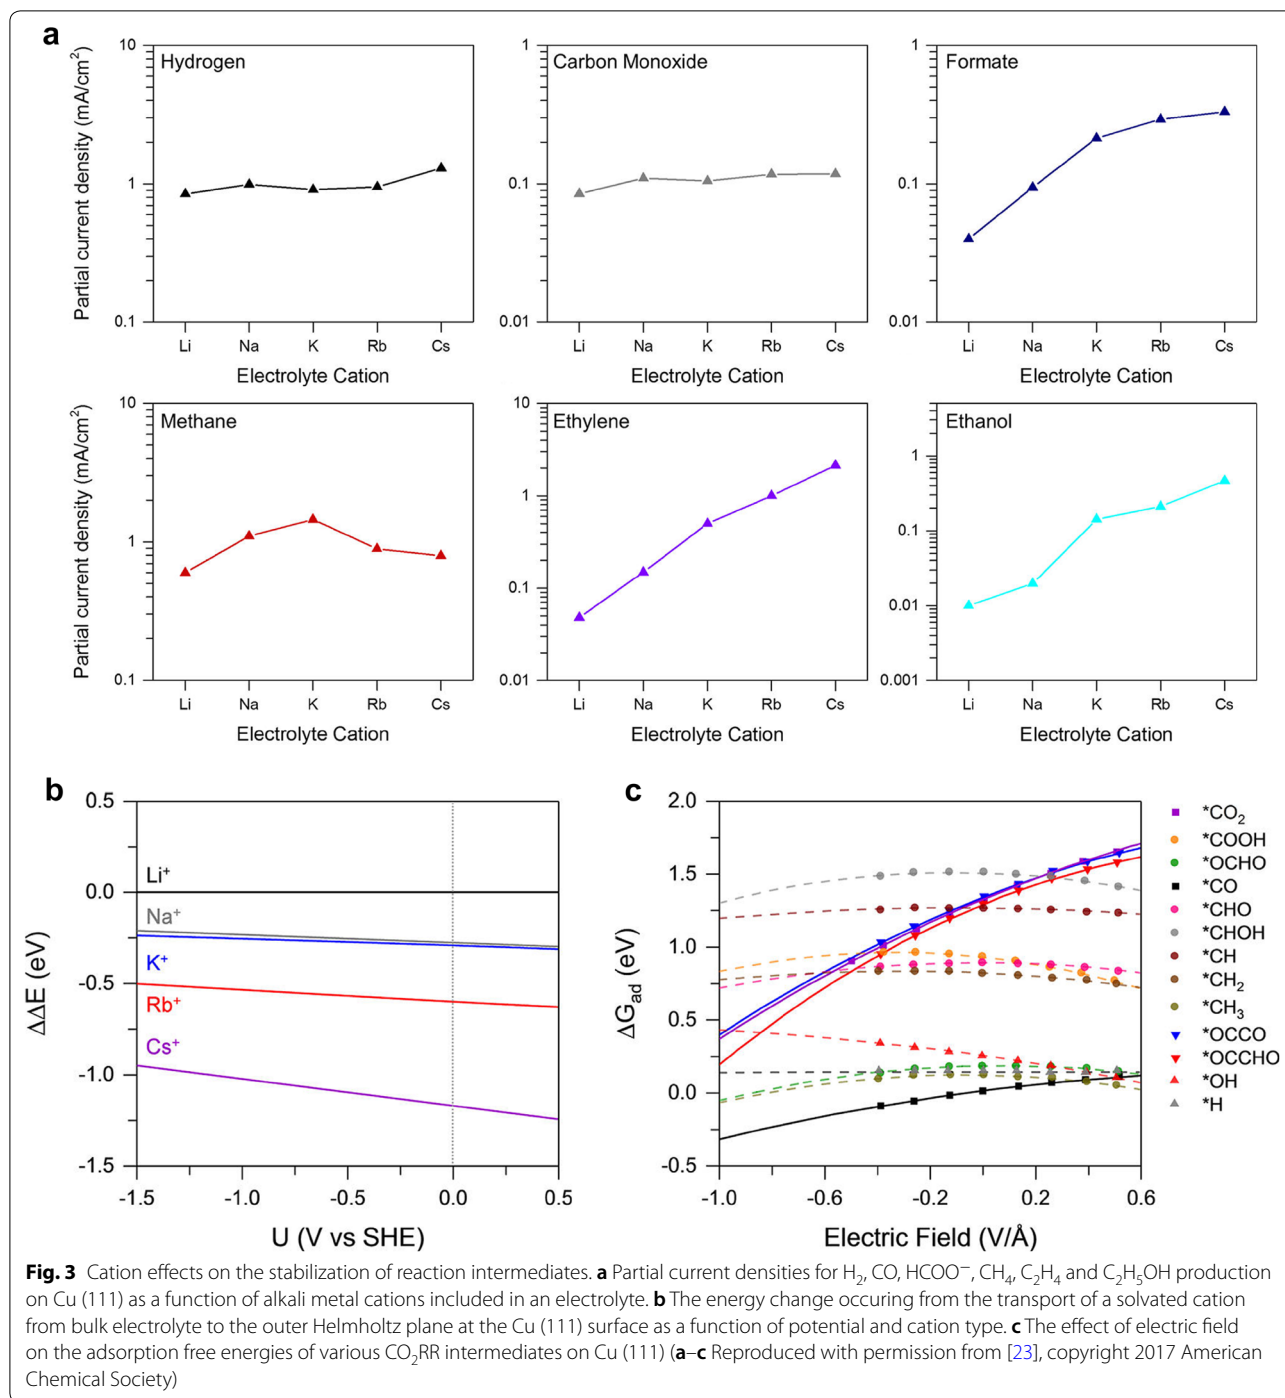 a
Partial current density (mA/cm²)
Hydrogen
10
1
0.1
Li Na K Rb Cs
Electrolyte Cation
Carbon Monoxide
1
0.1
0.01
Li Na K Rb Cs
Electrolyte Cation
Formate
1
0.1
0.01
Li Na K Rb Cs
Electrolyte Cation
Partial current density (mA/cm²)
Methane
10
1
0.1
Li Na K Rb Cs
Electrolyte Cation
Ethylene
10
1
0.1
0.01
Li Na K Rb Cs
Electrolyte Cation
Ethanol
1
0.1
0.01
0.001
Li Na K Rb Cs
Electrolyte Cation
b
ΔΔE (eV)
0.5
0.0
-0.5
-1.0
-1.5
Li⁺
Na⁺
K⁺
Rb⁺
Cs⁺
-1.5 -1.0 -0.5 0.0 0.5
U (V vs SHE)
c
ΔG_ad (eV)
2.0
1.5
1.0
0.5
0.0
-0.5
-1.0 -0.6 -0.2 0.2 0.6
Electric Field (V/Å)
*CO₂
*COOH
*OCHO
*CO
*CHO
*CHOH
*CH
*CH₂
*CH₃
*OCCO
*OCCHO
*OH
*H
Fig. 3 Cation effects on the stabilization of reaction intermediates. a Partial current densities for H₂, CO, HCOO⁻, CH₄, C₂H₄ and C₂H₅OH production
on Cu (111) as a function of alkali metal cations included in an electrolyte. b The energy change occuring from the transport of a solvated cation
from bulk electrolyte to the outer Helmholtz plane at the Cu (111) surface as a function of potential and cation type. c The effect of electric field
on the adsorption free energies of various CO₂RR intermediates on Cu (111) (a–c Reproduced with permission from [23], copyright 2017 American
Chemical Society)